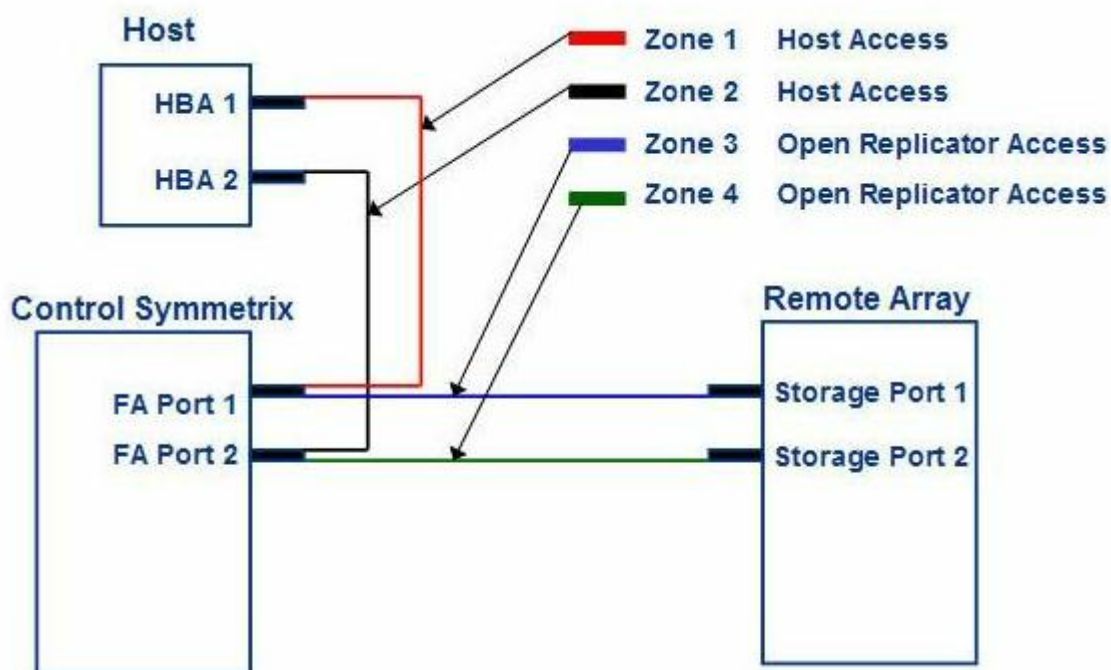 Host
HBA 1
HBA 2
Zone 1 Host Access
Zone 2 Host Access
Zone 3 Open Replicator Access
Zone 4 Open Replicator Access
Control Symmetrix
FA Port 1
FA Port 2
Remote Array
Storage Port 1
Storage Port 2